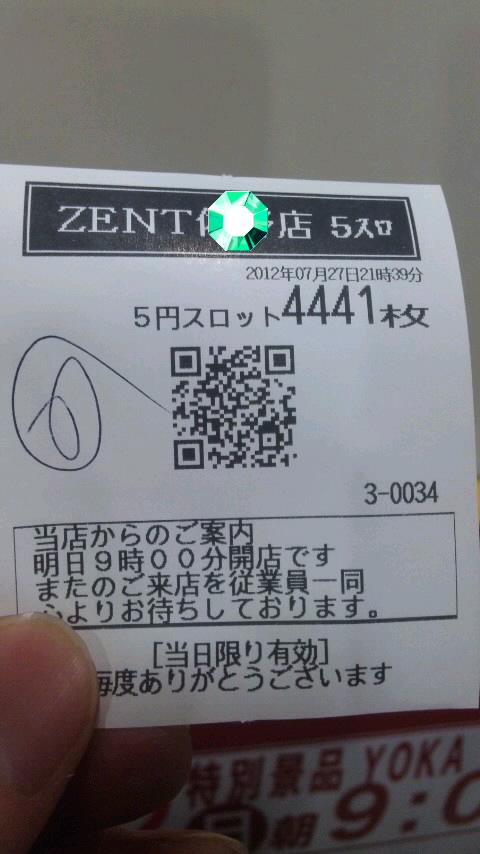 ZENT 店 5スロ
2012年07月27日21時39分
5円スロット4441枚
3-0034
当店からのご案内
明日9時00分開店です
またのご来店を従業員一同
心よりお待ちしております。
[当日限り有効]
毎度ありがとうございます
特別景品 YOKA
朝9:0